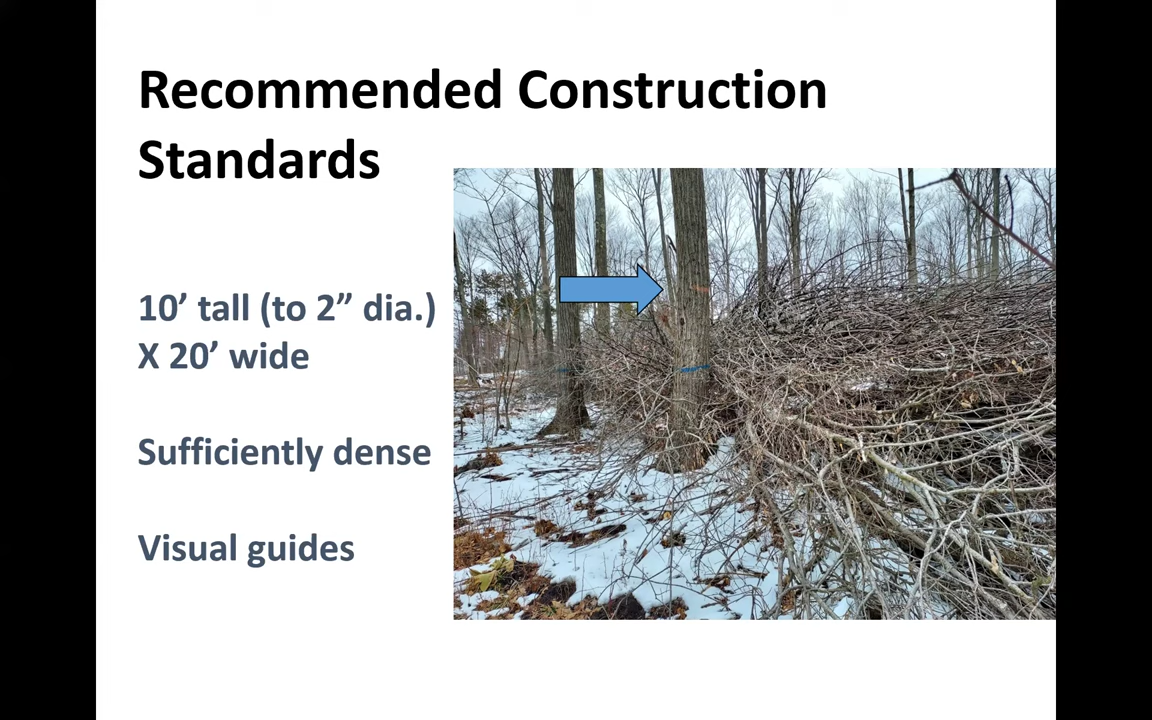 Recommended Construction
Standards
10’ tall (to 2” dia.)
X 20’ wide
Sufficiently dense
Visual guides